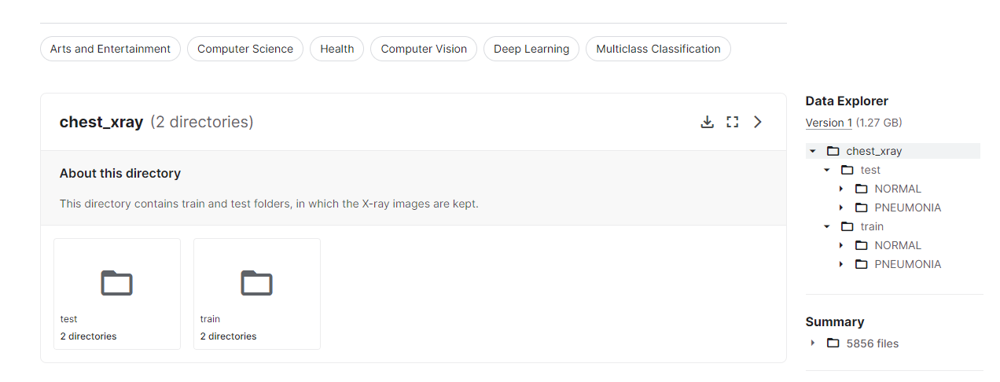 Arts and Entertainment
Computer Science
Health
Computer Vision
Deep Learning
Multiclass Classification
chest_xray (2 directories)
About this directory
This directory contains train and test folders, in which the X-ray images are kept.
test
2 directories
train
2 directories
Data Explorer
Version 1 (1.27 GB)
chest_xray
test
NORMAL
PNEUMONIA
train
NORMAL
PNEUMONIA
Summary
5856 files